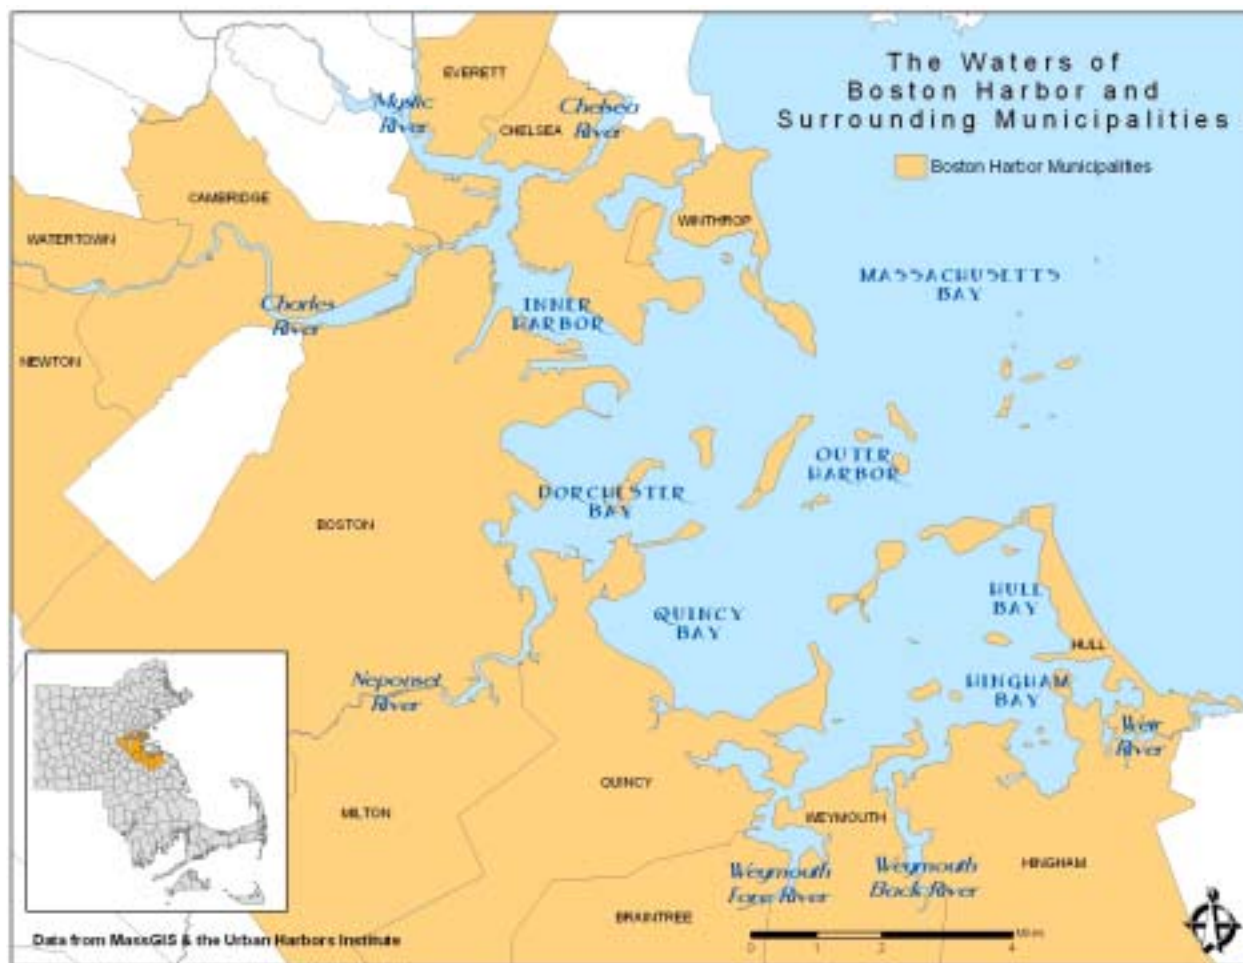 The Waters of
Boston Harbor and
Surrounding Municipalities
Boston Harbor Municipalities
EVERETT
Mystic
River
Chelsea
River
CHELSEA
CAMBRIDGE
WATERTOWN
WINTHROP
MASSACHUSETTS
BAY
Charles
River
INNER
HARBOR
NEWTON
OUTER
HARBOR
DORCHESTER
BAY
BOSTON
HULL
BAY
QUINCY
BAY
HULL
Neponset
River
HINGHAM
BAY
Weir
River
QUINCY
MILTON
WEYMOUTH
Weymouth
Fore River
Weymouth
Back River
HINGHAM
BRAINTREE
Data from MassGIS & the Urban Harbors Institute
0 1 2 4